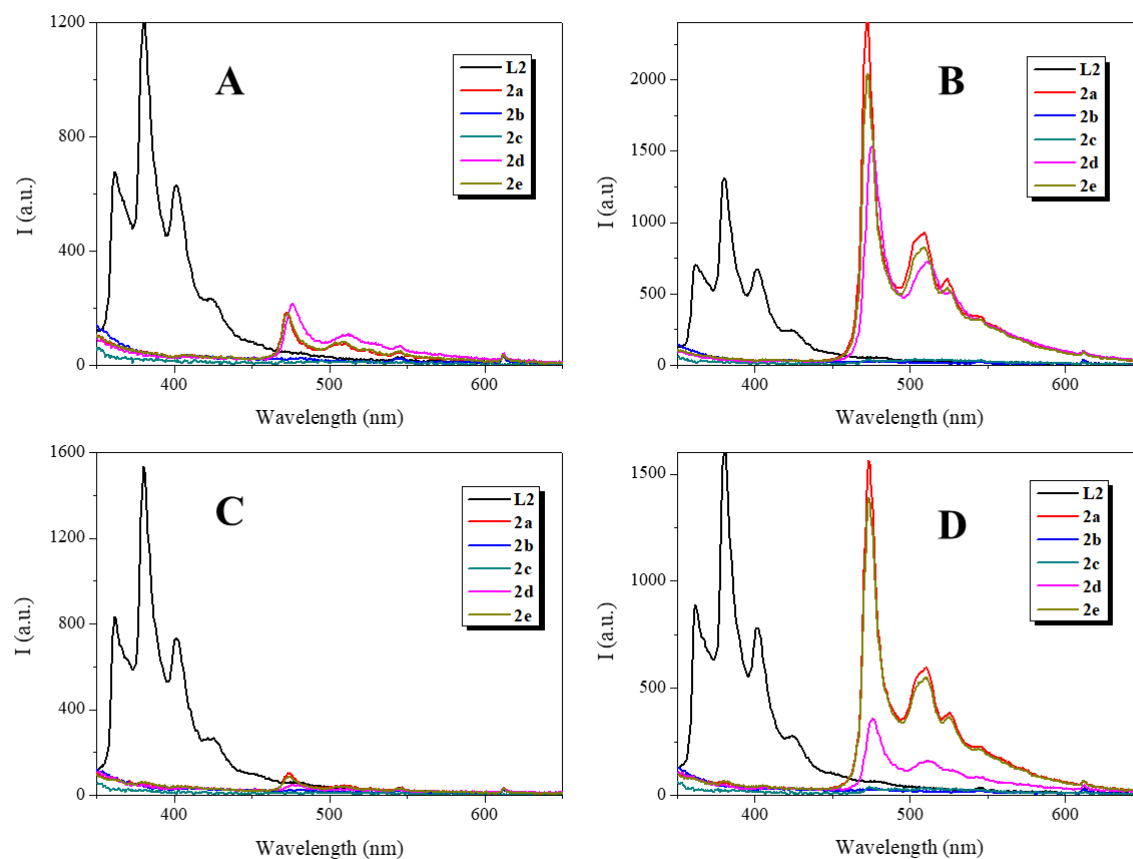 A
I (a.u.)
1200
800
400
0
400
500
600
Wavelength (nm)
L2
2a
2b
2c
2d
2e
B
I (a.u)
2000
1500
1000
500
0
400
500
600
Wavelength (nm)
L2
2a
2b
2c
2d
2e
C
I (a.u.)
1600
1200
800
400
0
400
500
600
Wavelength (nm)
L2
2a
2b
2c
2d
2e
D
I (a.u.)
1500
1000
500
0
400
500
600
Wavelength (nm)
L2
2a
2b
2c
2d
2e